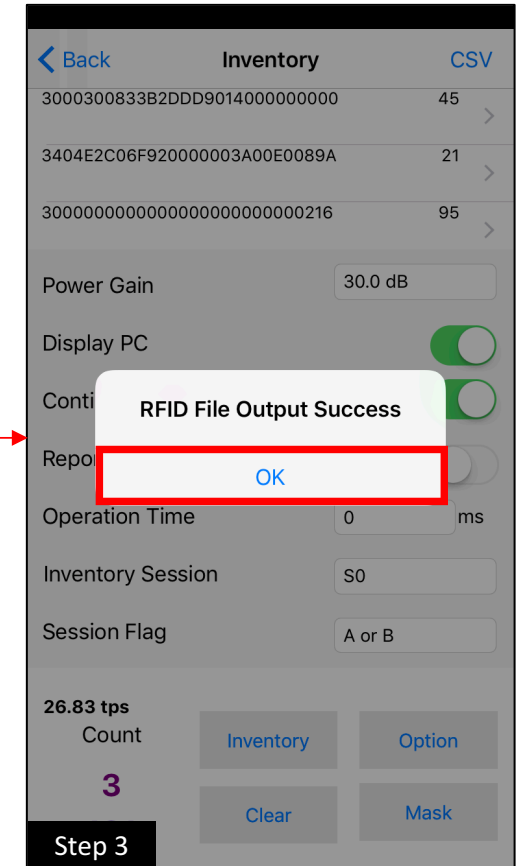 Back Inventory CSV
3000300833B2DDD9014000000000 45
3404E2C06F920000003A00E0089A 21
3000000000000000000000000216 95
Power Gain 30.0 dB
Display PC
Conti
RFID File Output Success
Repor
OK
Operation Time 0 ms
Inventory Session S0
Session Flag A or B
26.83 tps
Count Inventory Option
3
Clear Mask
Step 3